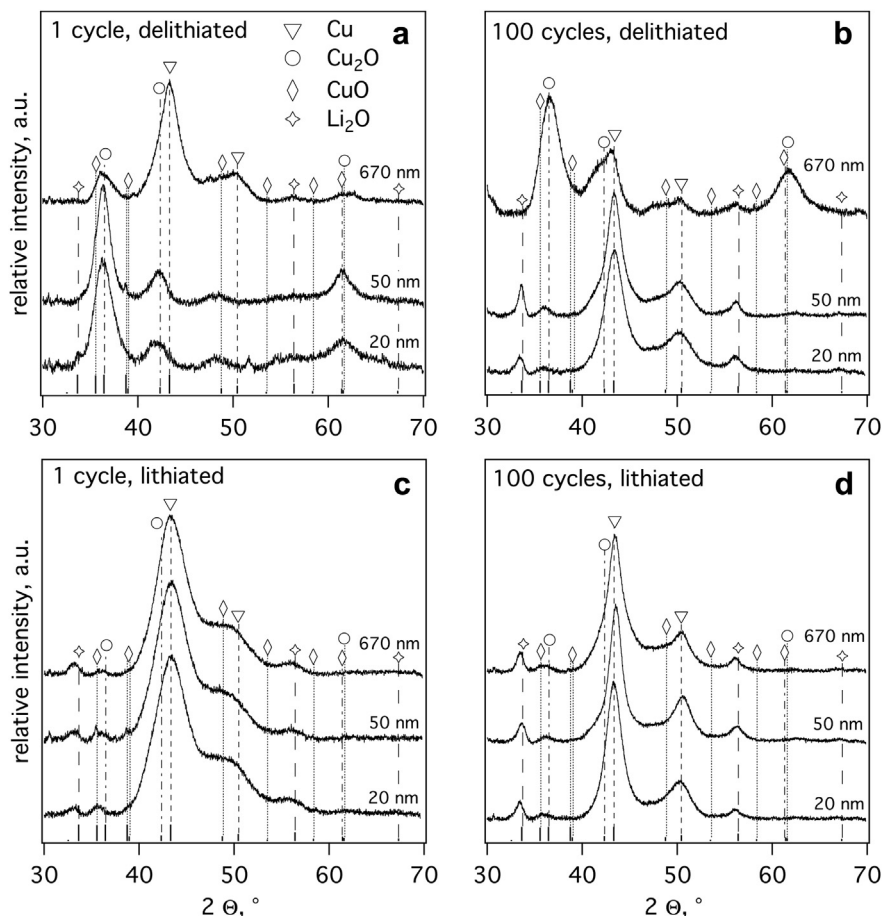 1 cycle, delithiated
a
Cu
Cu₂O
CuO
Li₂O
670 nm
50 nm
20 nm
relative intensity, a.u.
30 40 50 60 70
100 cycles, delithiated
b
670 nm
50 nm
20 nm
30 40 50 60 70
1 cycle, lithiated
c
670 nm
50 nm
20 nm
relative intensity, a.u.
30 40 50 60 70
2 Θ, °
100 cycles, lithiated
d
670 nm
50 nm
20 nm
30 40 50 60 70
2 Θ, °